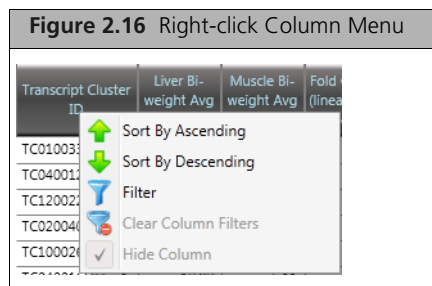 Figure 2.16 Right-click Column Menu
Transcript Cluster ID
Liver Bi-weight Avg
Muscle Bi-weight Avg
Fold
(linea
TC010033
Sort By Ascending
TC040012
Sort By Descending
TC120022
Filter
TC020040
Clear Column Filters
TC100026
Hide Column